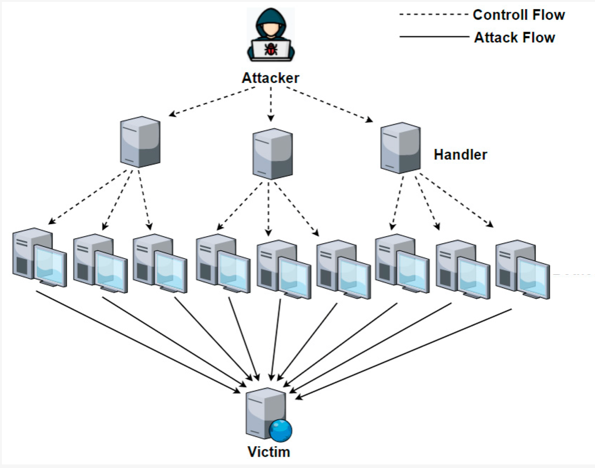 Controll Flow
Attack Flow
Attacker
Handler
Victim